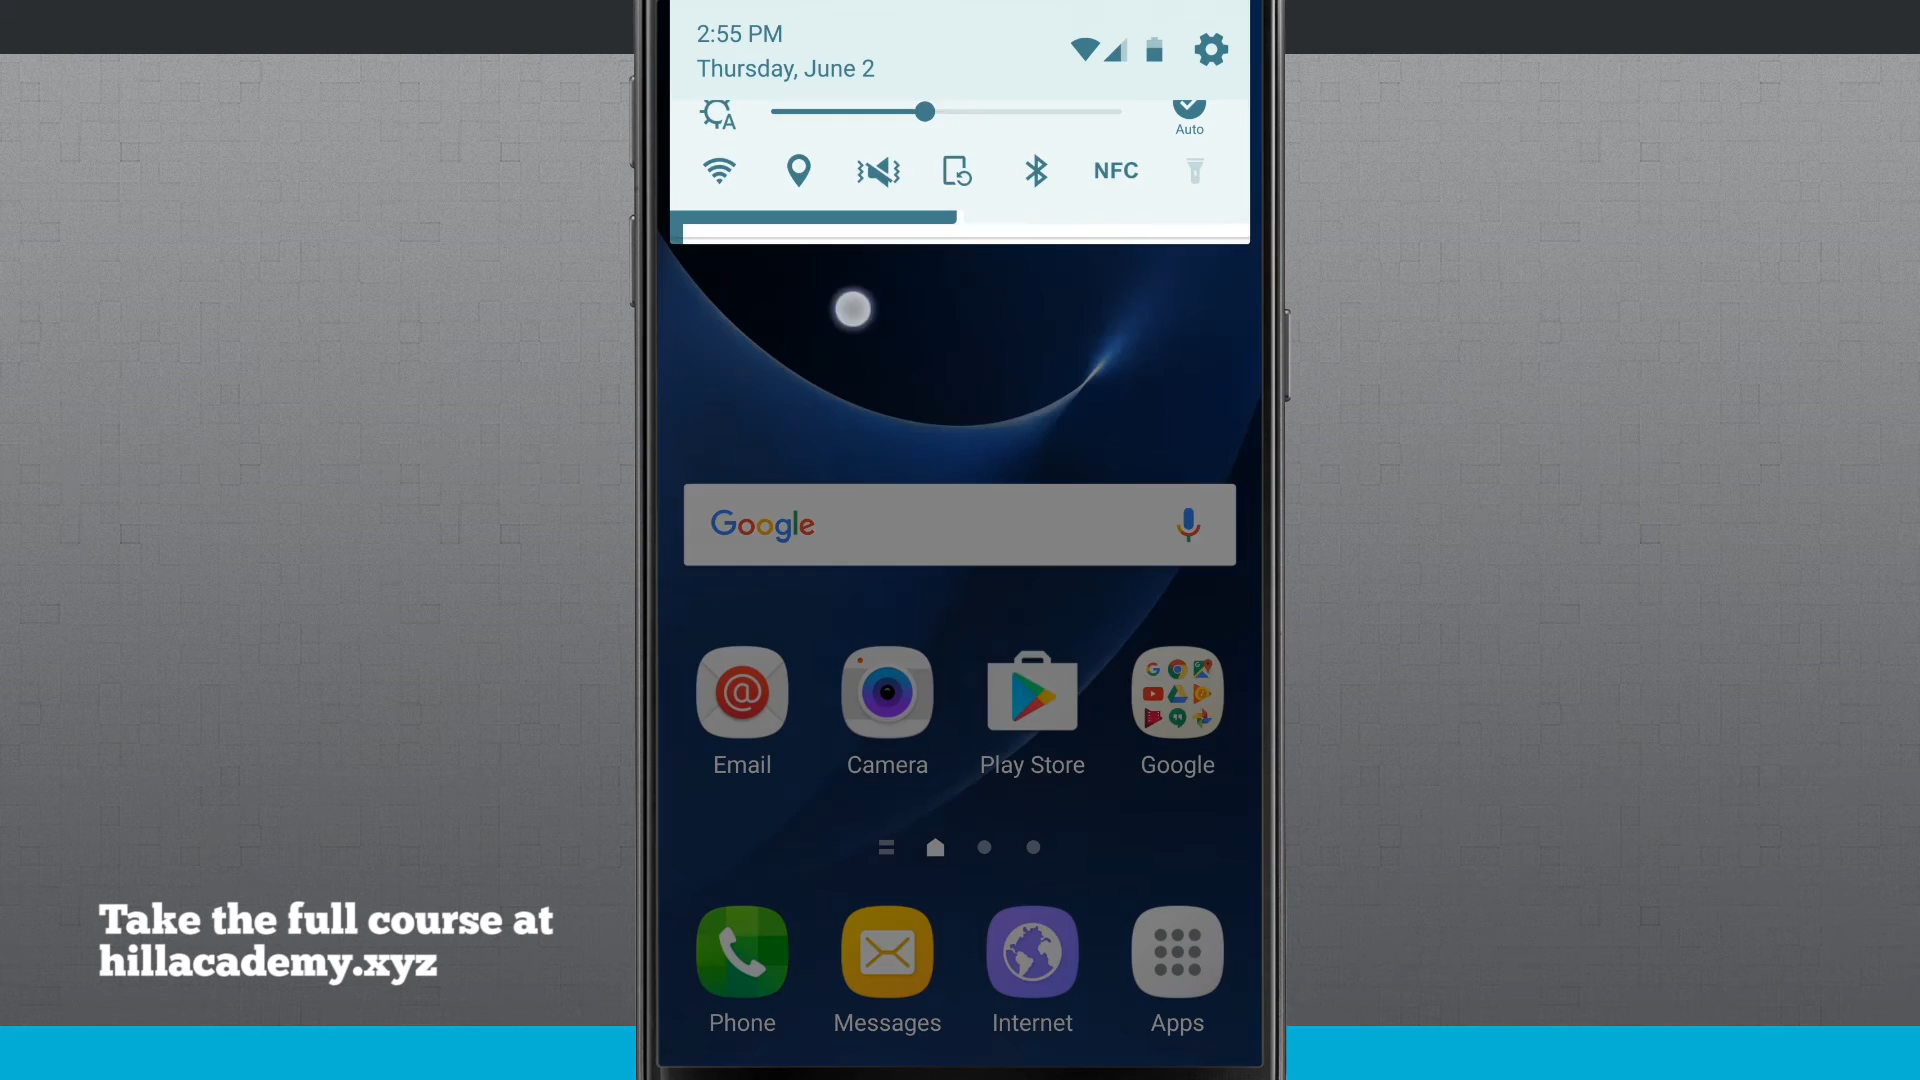 2:55 PM
Thursday, June 2
A
Auto
NFC
Google
Email
Camera
Play Store
Google
Phone
Messages
Internet
Apps
Take the full course at
hillacademy.xyz